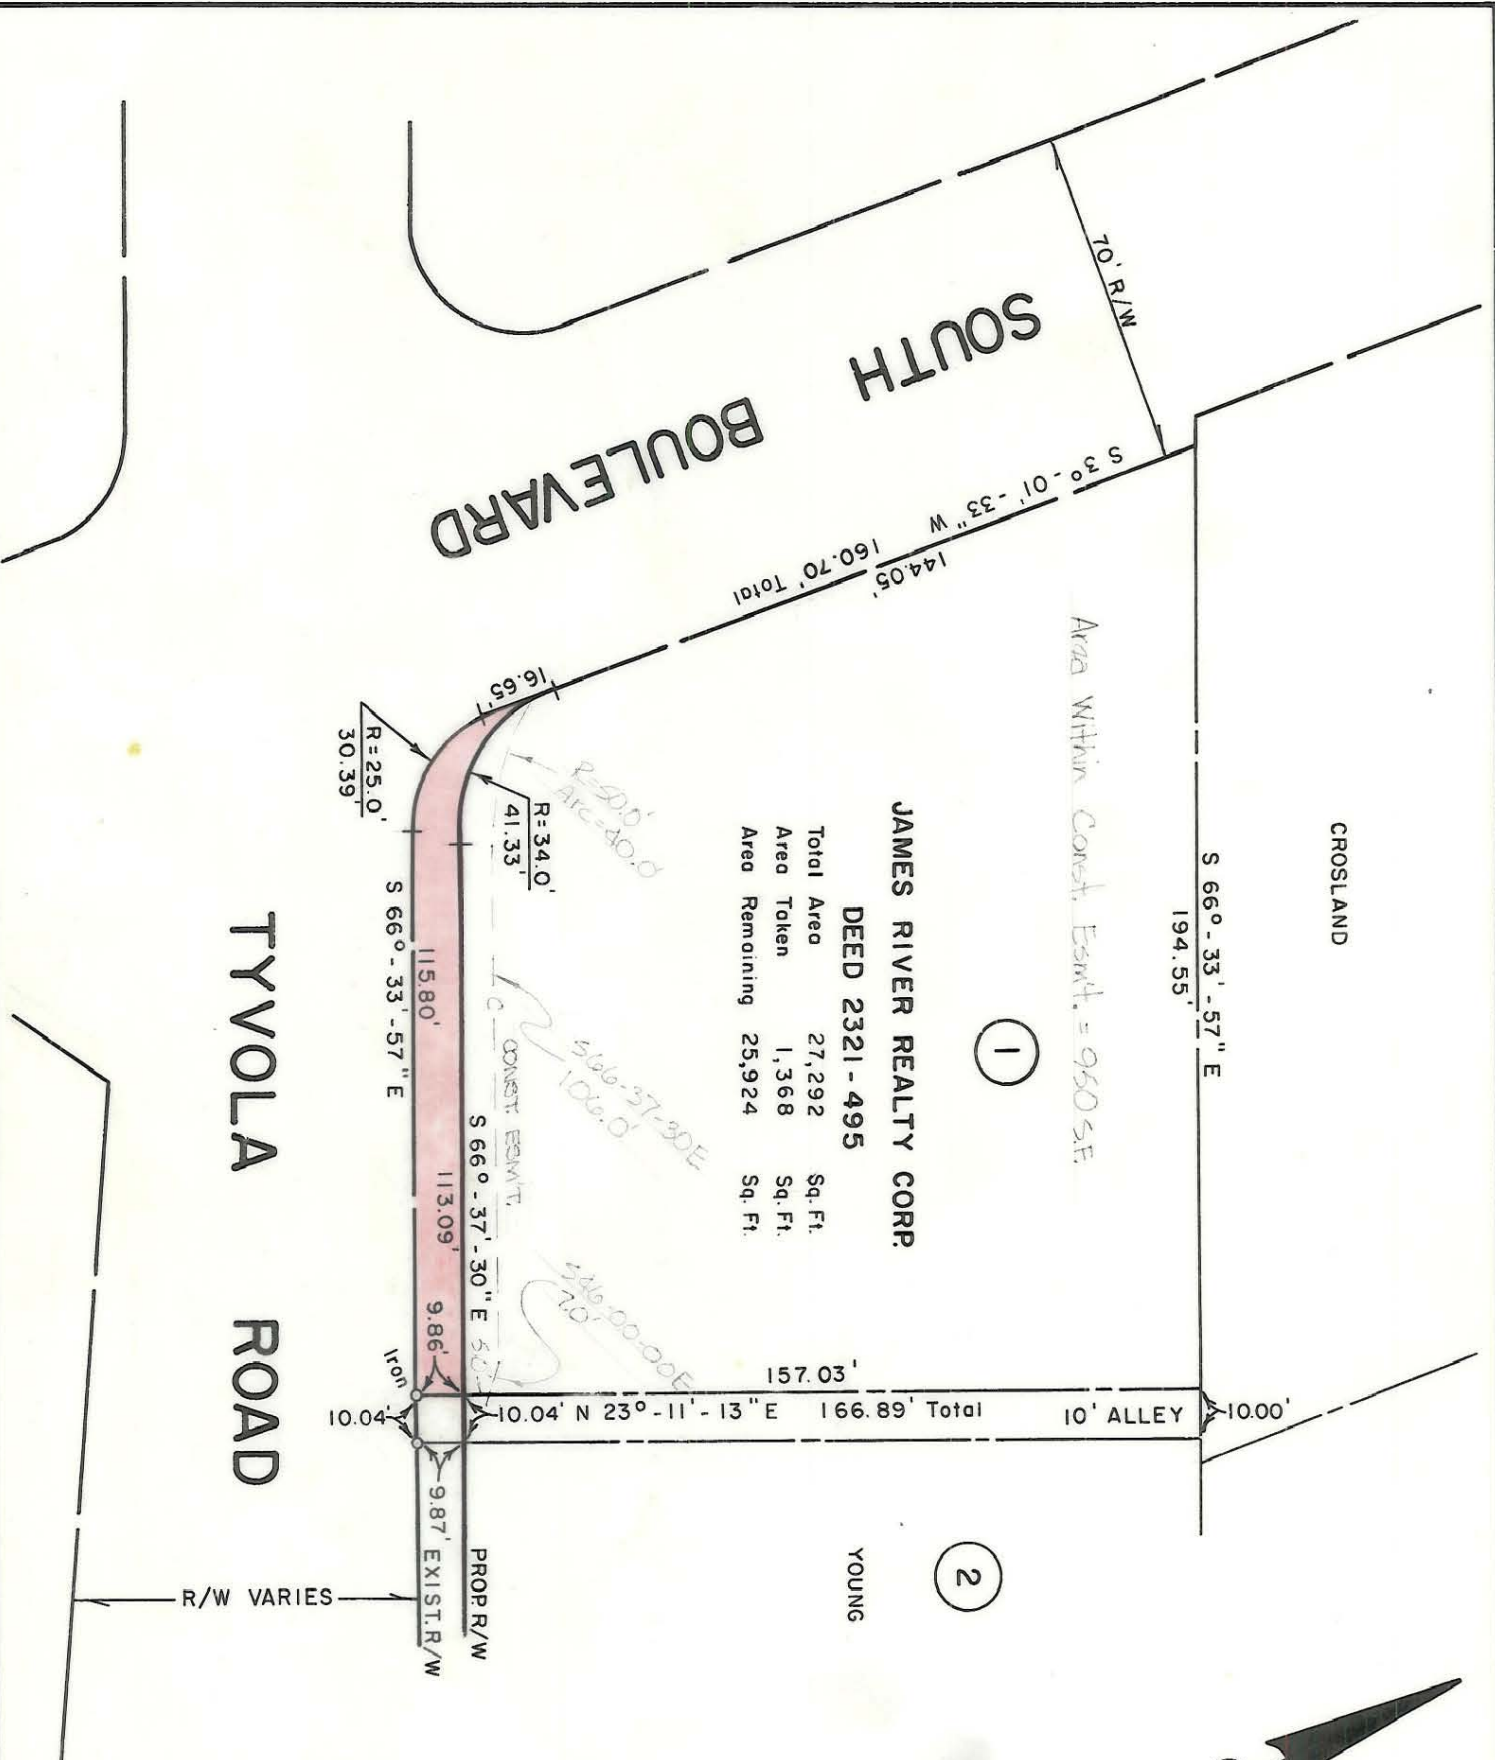 CROSLAND
S 66° - 33' - 57" E
194.55'
70' R/W
SOUTH
BOULEVARD
S 3° - 01' - 33" W
144.05'
160.70' Total
16.65'
Area Within Const. Esm't. = 950 S.F.
1
JAMES RIVER REALTY CORP.
DEED 2321-495
Total Area 27,292 Sq. Ft.
Area Taken 1,368 Sq. Ft.
Area Remaining 25,924 Sq. Ft.
R=50.0'
Arc=40.0
R=34.0'
41.33'
R=25.0'
30.39'
S66-37-30E
106.0'
C
CONST. ESM'T.
S 66° - 37' - 30" E
113.09'
115.80'
S 66° - 33' - 57" E
7.0'
5.0'
9.86'
Iron
10.04'
10.04'
N 23° - 11' - 13" E
166.89' Total
157.03'
10' ALLEY
10.00'
9.87'
EXIST. R/W
PROP. R/W
2
YOUNG
TYVOLA ROAD
R/W VARIES